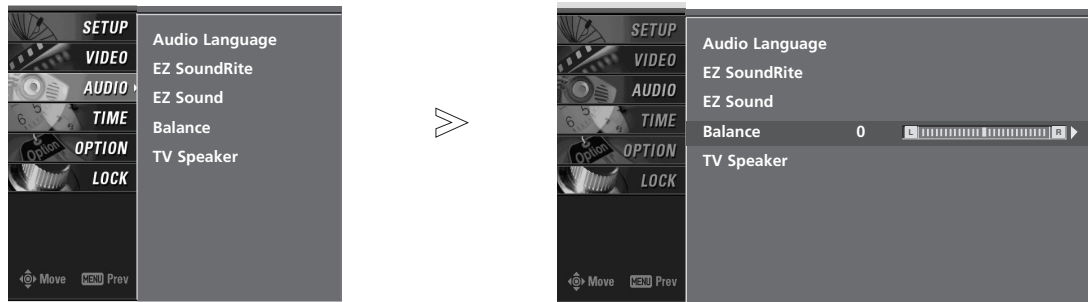 SETUP
VIDEO
AUDIO
TIME
OPTION
LOCK
Audio Language
EZ SoundRite
EZ Sound
Balance
TV Speaker
Move MENU Prev
SETUP
VIDEO
AUDIO
TIME
OPTION
LOCK
Audio Language
EZ SoundRite
EZ Sound
Balance 0 L R
TV Speaker
Move MENU Prev